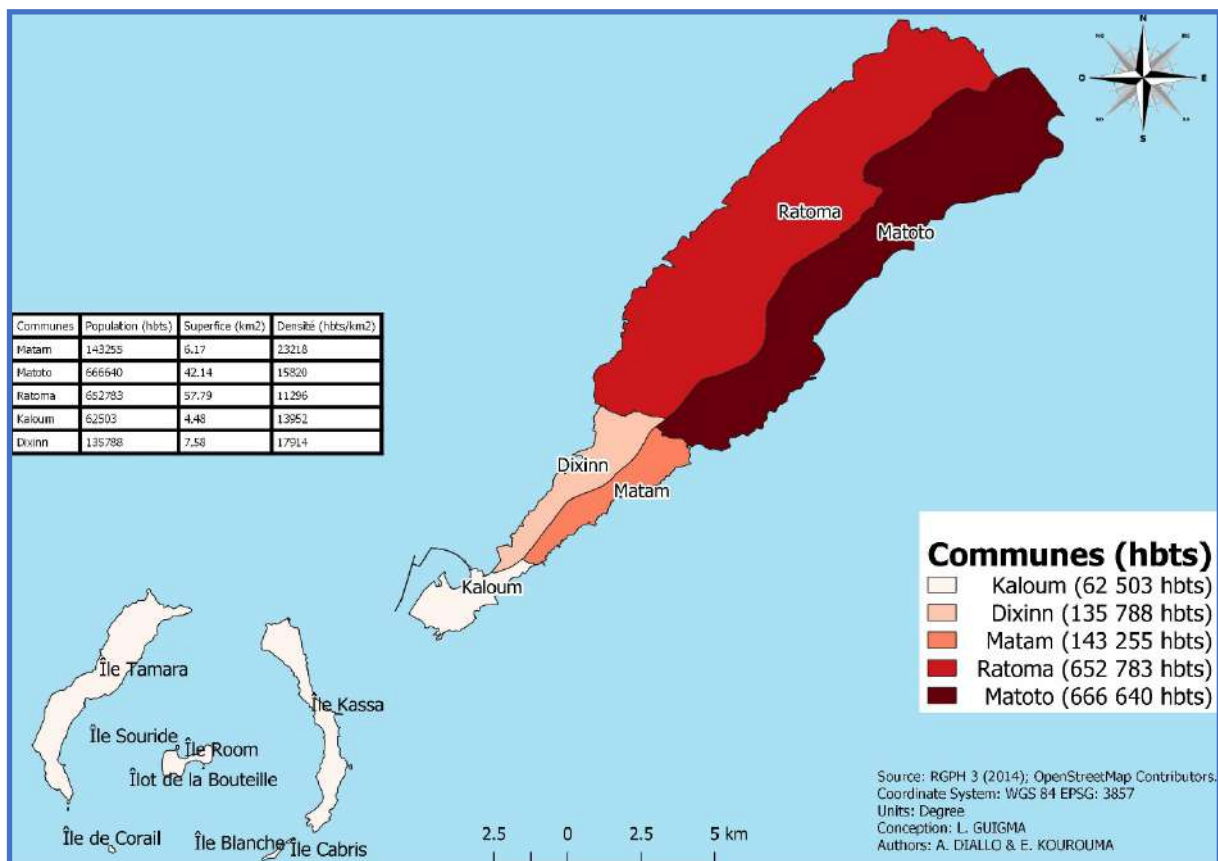 N
NO
NE
O
E
SO
SE
S
Ratoma
Matoto
Communes Population (hbts) Superfice (km2) Densité (hbts/km2)
Matam 143255 6.17 23218
Matoto 666640 42.14 15820
Ratoma 652783 57.79 11296
Kaloum 62503 4.48 13952
Dixinn 135788 7.58 17914
Dixinn
Matam
Kaloum
Île Tamara
Île Kassa
Île Souride
Île Room
Îlot de la Bouteille
Île de Corail
Île Blanche
Île Cabris
Communes (hbts)
Kaloum (62 503 hbts)
Dixinn (135 788 hbts)
Matam (143 255 hbts)
Ratoma (652 783 hbts)
Matoto (666 640 hbts)
2.5 0 2.5 5 km
Source: RGPH 3 (2014); OpenStreetMap Contributors.
Coordinate System: WGS 84 EPSG: 3857
Units: Degree
Conception: L. GUIGMA
Authors: A. DIALLO & E. KOUROUMA